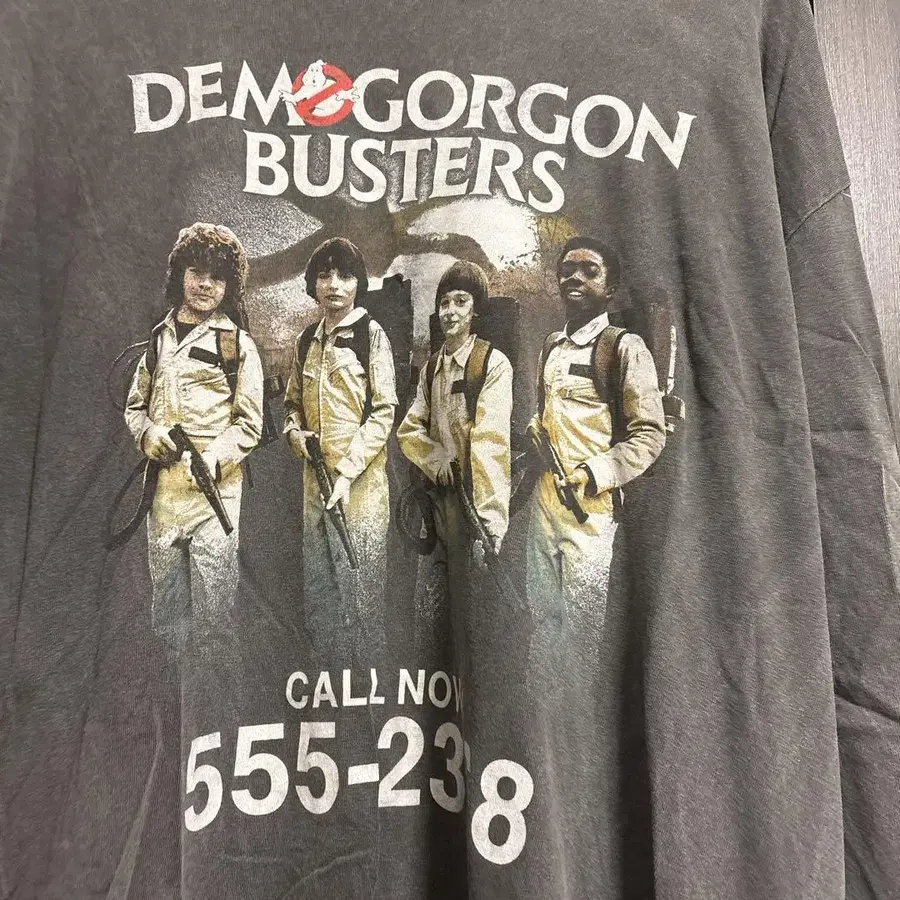 DEMOGORGON
BUSTERS
CALL NOW
555-23 8